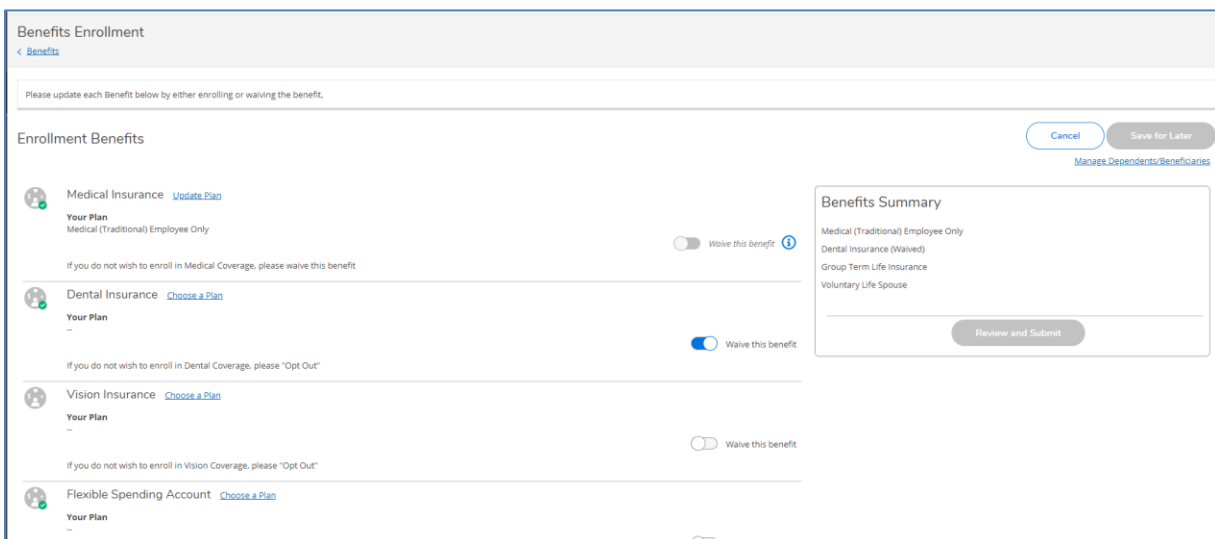 Benefits Enrollment
< Benefits
Please update each Benefit below by either enrolling or waiving the benefit.
Enrollment Benefits
Cancel
Save for Later
Manage Dependents/Beneficiaries
Medical Insurance Update Plan
Your Plan
Medical (Traditional) Employee Only
Waive this benefit
If you do not wish to enroll in Medical Coverage, please waive this benefit
Dental Insurance Choose a Plan
Your Plan
--
Waive this benefit
If you do not wish to enroll in Dental Coverage, please "Opt Out"
Vision Insurance Choose a Plan
Your Plan
--
Waive this benefit
If you do not wish to enroll in Vision Coverage, please "Opt Out"
Flexible Spending Account Choose a Plan
Your Plan
--
Benefits Summary
Medical (Traditional) Employee Only
Dental Insurance (Waived)
Group Term Life Insurance
Voluntary Life Spouse
Review and Submit